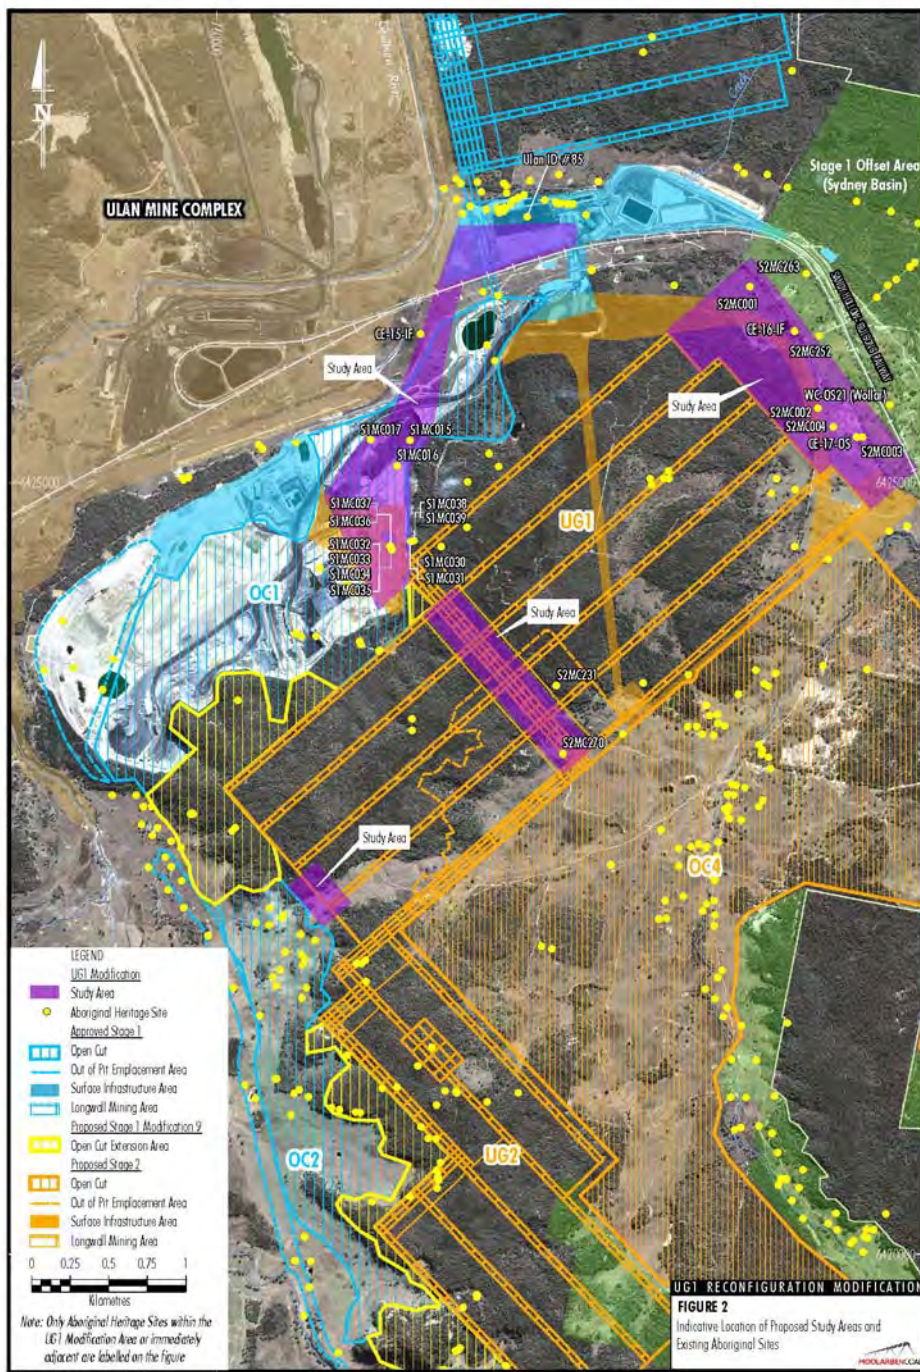 N
ULAN MINE COMPLEX
Ulan ID #85
Creek
Stage 1 Offset Area
(Sydney Basin)
S2MC263
S2MC001
CE-16-IF
S2MC252
CE-15-IF
Study Area
Study Area
WC-OS21 (Wollar)
S2MC002
S2MC004
CE-17-OS
S2MC003
S1MC017
S1MC015
S1MC016
6425000
6425000
S1MC037
S1MC036
S1MC038
S1MC039
UG1
S1MC032
S1MC033
S1MC034
S1MC035
S1MC030
S1MC031
OC1
Study Area
S2MC231
S2MC270
Study Area
OC4
OC2
UG2
LEGEND
UG1 Modification
Study Area
Aboriginal Heritage Site
Approved Stage 1
Open Cut
Out of Pit Emplacement Area
Surface Infrastructure Area
Longwall Mining Area
Proposed Stage 1 Modification 9
Open Cut Extension Area
Proposed Stage 2
Open Cut
Out of Pit Emplacement Area
Surface Infrastructure Area
Longwall Mining Area
0 0.25 0.5 0.75 1
Kilometres
Note: Only Aboriginal Heritage Sites within the
UG1 Modification Area or immediately
adjacent are labelled on the figure
6420000
UG1 RECONFIGURATION MODIFICATION
FIGURE 2
Indicative Location of Proposed Study Areas and
Existing Aboriginal Sites